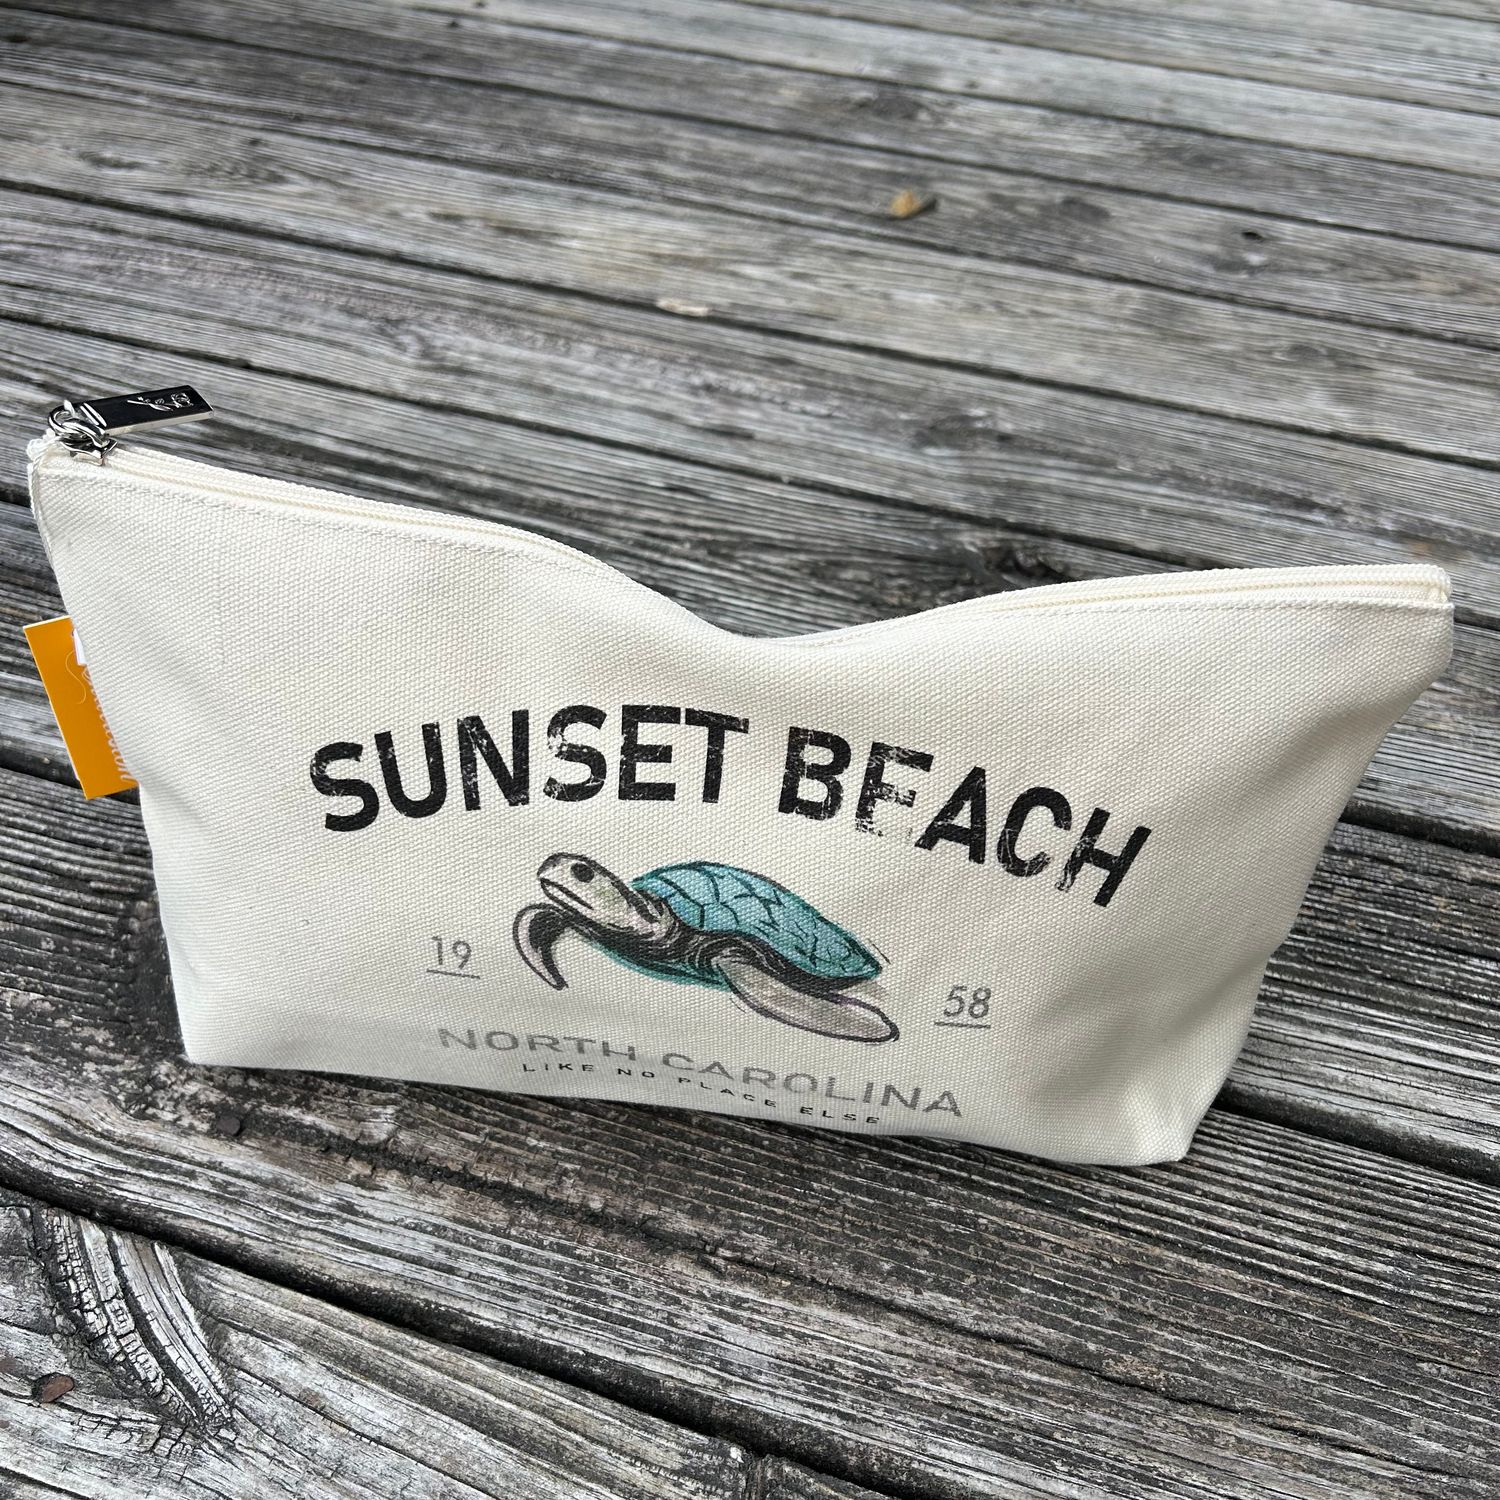 SUNSET BEACH
19 58
NORTH CAROLINA
LIKE NO PLACE ELSE